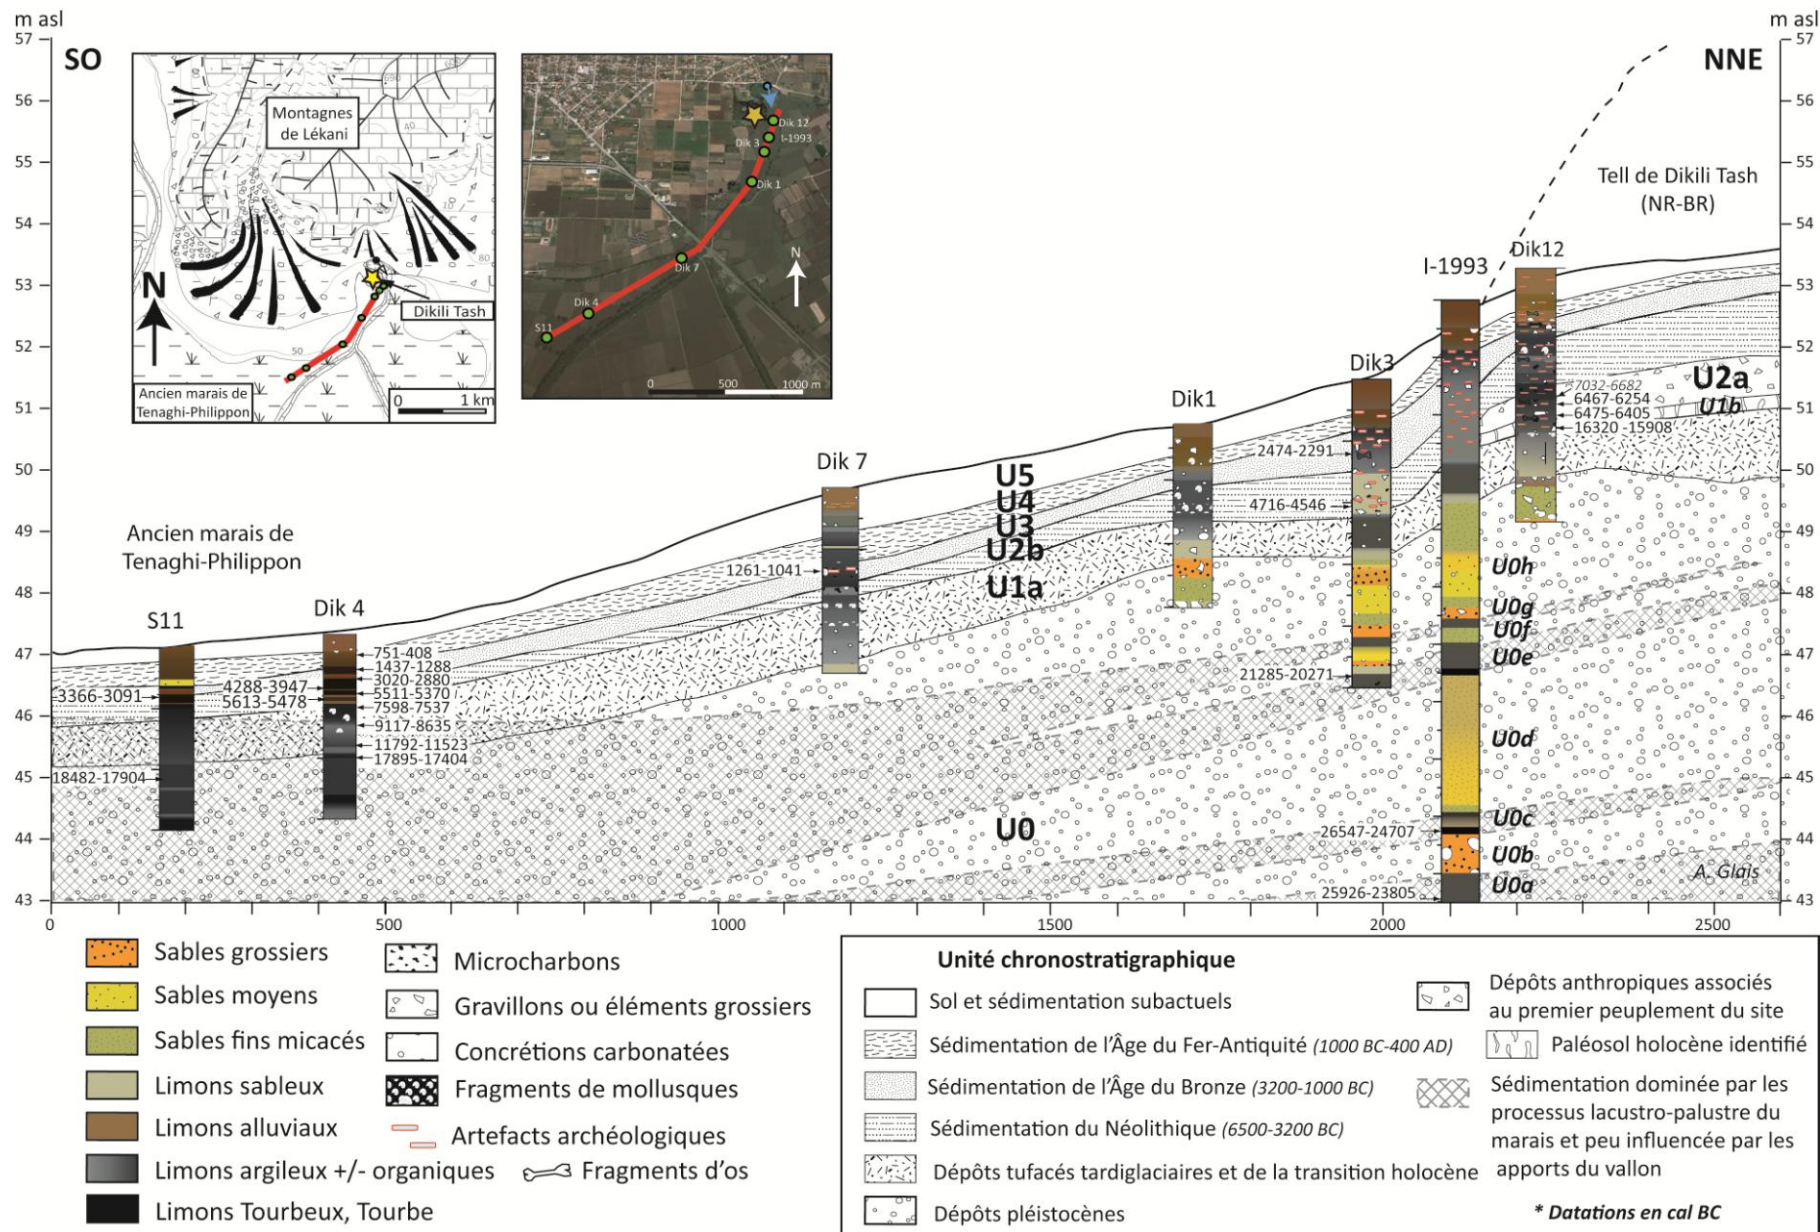 m asl
m asl
57
56
55
54
53
52
51
50
49
48
47
46
45
44
43
57
56
55
54
53
52
51
50
49
48
47
46
45
44
43
SO
NNE
Montagnes
de Lékani
N
Dikili Tash
Ancien marais de
Tenaghi-Philippon
0 1 km
50
40
10
80
Dik 12
I-1993
Dik 3
Dik 1
Dik 7
Dik 4
S11
N
0 500 1000 m
Tell de Dikili Tash
(NR-BR)
Ancien marais de
Tenaghi-Philippon
S11
Dik 4
Dik 7
Dik1
Dik3
I-1993
Dik12
3366-3091
18482-17904
4288-3947
5613-5478
751-408
1437-1288
3020-2880
5511-5370
7598-7537
9117-8635
11792-11523
17895-17404
1261-1041
2474-2291
4716-4546
21285-20271
26547-24707
25926-23805
7032-6682
6467-6254
6475-6405
16320 -15908
U5
U4
U3
U2b
U1a
U0
U2a
U1b
U0h
U0g
U0f
U0e
U0d
U0c
U0b
U0a
A. Glais
0 500 1000 1500 2000 2500
Sables grossiers
Sables moyens
Sables fins micacés
Limons sableux
Limons alluviaux
Limons argileux +/- organiques
Limons Tourbeux, Tourbe
Microcharbons
Gravillons ou éléments grossiers
Concrétions carbonatées
Fragments de mollusques
Artefacts archéologiques
Fragments d'os
Unité chronostratigraphique
Sol et sédimentation subactuels
Sédimentation de l'Âge du Fer-Antiquité (1000 BC-400 AD)
Sédimentation de l'Âge du Bronze (3200-1000 BC)
Sédimentation du Néolithique (6500-3200 BC)
Dépôts tufacés tardiglaciaires et de la transition holocène
Dépôts pléistocènes
Dépôts anthropiques associés
au premier peuplement du site
Paléosol holocène identifié
Sédimentation dominée par les
processus lacustro-palustre du
marais et peu influencée par les
apports du vallon
* Datations en cal BC